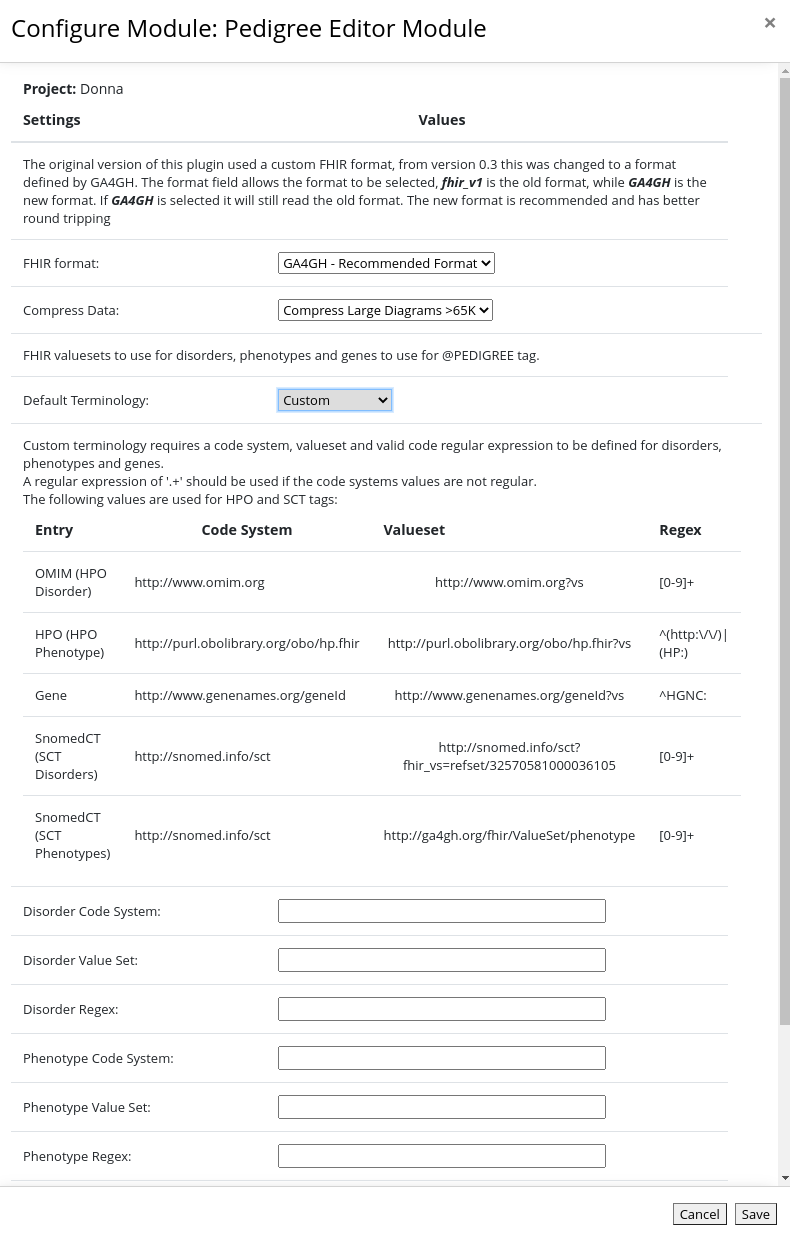 Configure Module: Pedigree Editor Module
×
Project: Donna
Settings Values
The original version of this plugin used a custom FHIR format, from version 0.3 this was changed to a format
defined by GA4GH. The format field allows the format to be selected, fhir_v1 is the old format, while GA4GH is the
new format. If GA4GH is selected it will still read the old format. The new format is recommended and has better
round tripping
FHIR format: GA4GH - Recommended Format
Compress Data: Compress Large Diagrams >65K
FHIR valuesets to use for disorders, phenotypes and genes to use for @PEDIGREE tag.
Default Terminology: Custom
Custom terminology requires a code system, valueset and valid code regular expression to be defined for disorders,
phenotypes and genes.
A regular expression of '.+' should be used if the code systems values are not regular.
The following values are used for HPO and SCT tags:
Entry Code System Valueset Regex
OMIM (HPO
Disorder) http://www.omim.org http://www.omim.org?vs [0-9]+
HPO (HPO
Phenotype) http://purl.obolibrary.org/obo/hp.fhir http://purl.obolibrary.org/obo/hp.fhir?vs ^(http:\/\/)|
(HP:)
Gene http://www.genenames.org/geneId http://www.genenames.org/geneId?vs ^HGNC:
SnomedCT
(SCT
Disorders) http://snomed.info/sct http://snomed.info/sct?
fhir_vs=refset/32570581000036105 [0-9]+
SnomedCT
(SCT
Phenotypes) http://snomed.info/sct http://ga4gh.org/fhir/ValueSet/phenotype [0-9]+
Disorder Code System:
Disorder Value Set:
Disorder Regex:
Phenotype Code System:
Phenotype Value Set:
Phenotype Regex:
Cancel Save